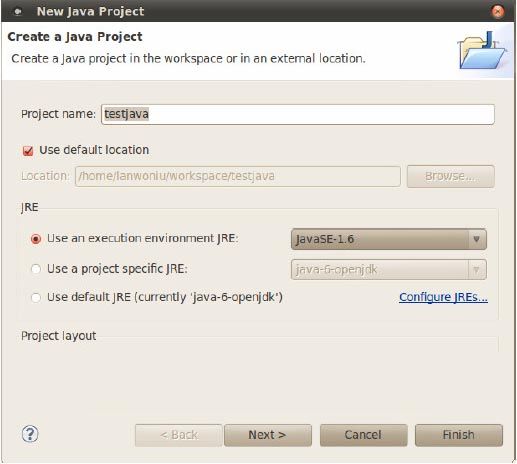 New Java Project
Create a Java Project
Create a Java project in the workspace or in an external location.
Project name: testjava
Use default location
Location: /home/lanwoniu/workspace/testjava Browse...
JRE
Use an execution environment JRE: JavaSE-1.6
Use a project specific JRE: java-6-openjdk
Use default JRE (currently 'java-6-openjdk') Configure JREs...
Project layout
? < Back Next > Cancel Finish